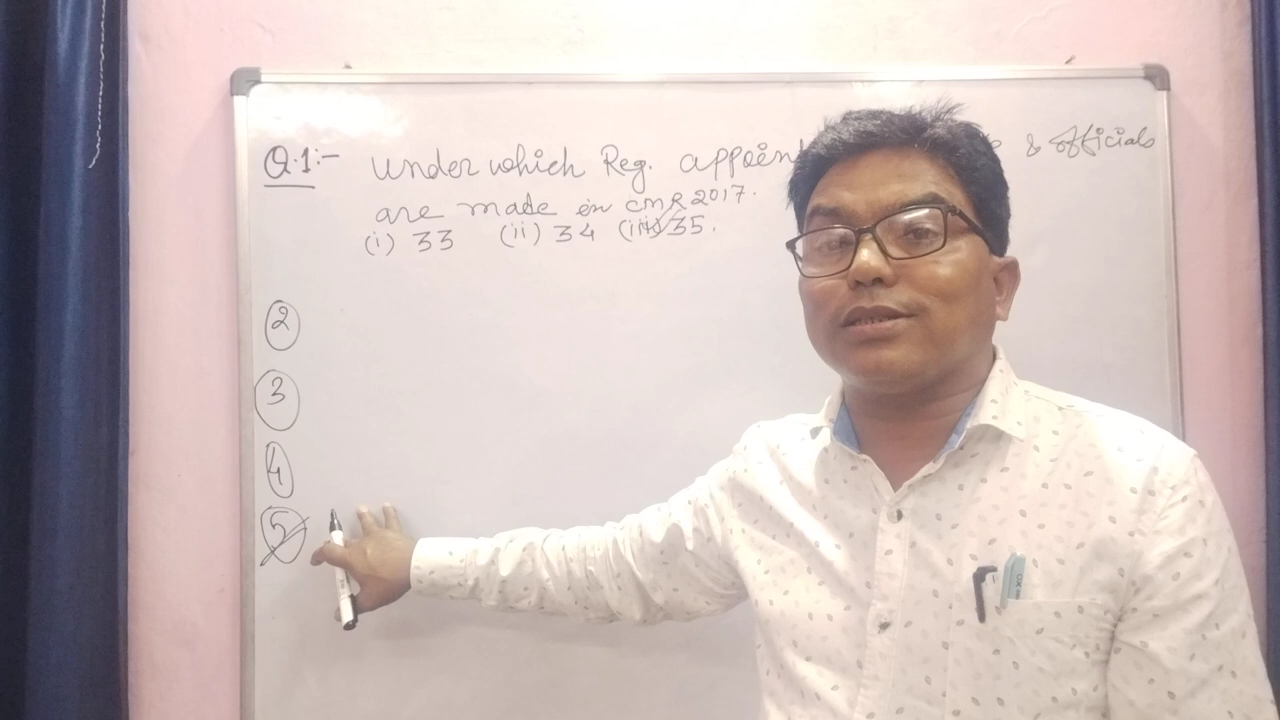 Q.1:- Under which Reg. appoin & officials
are made in CMR 2017.
(i) 33 (ii) 34 (iii) 35.
2
3
4
5